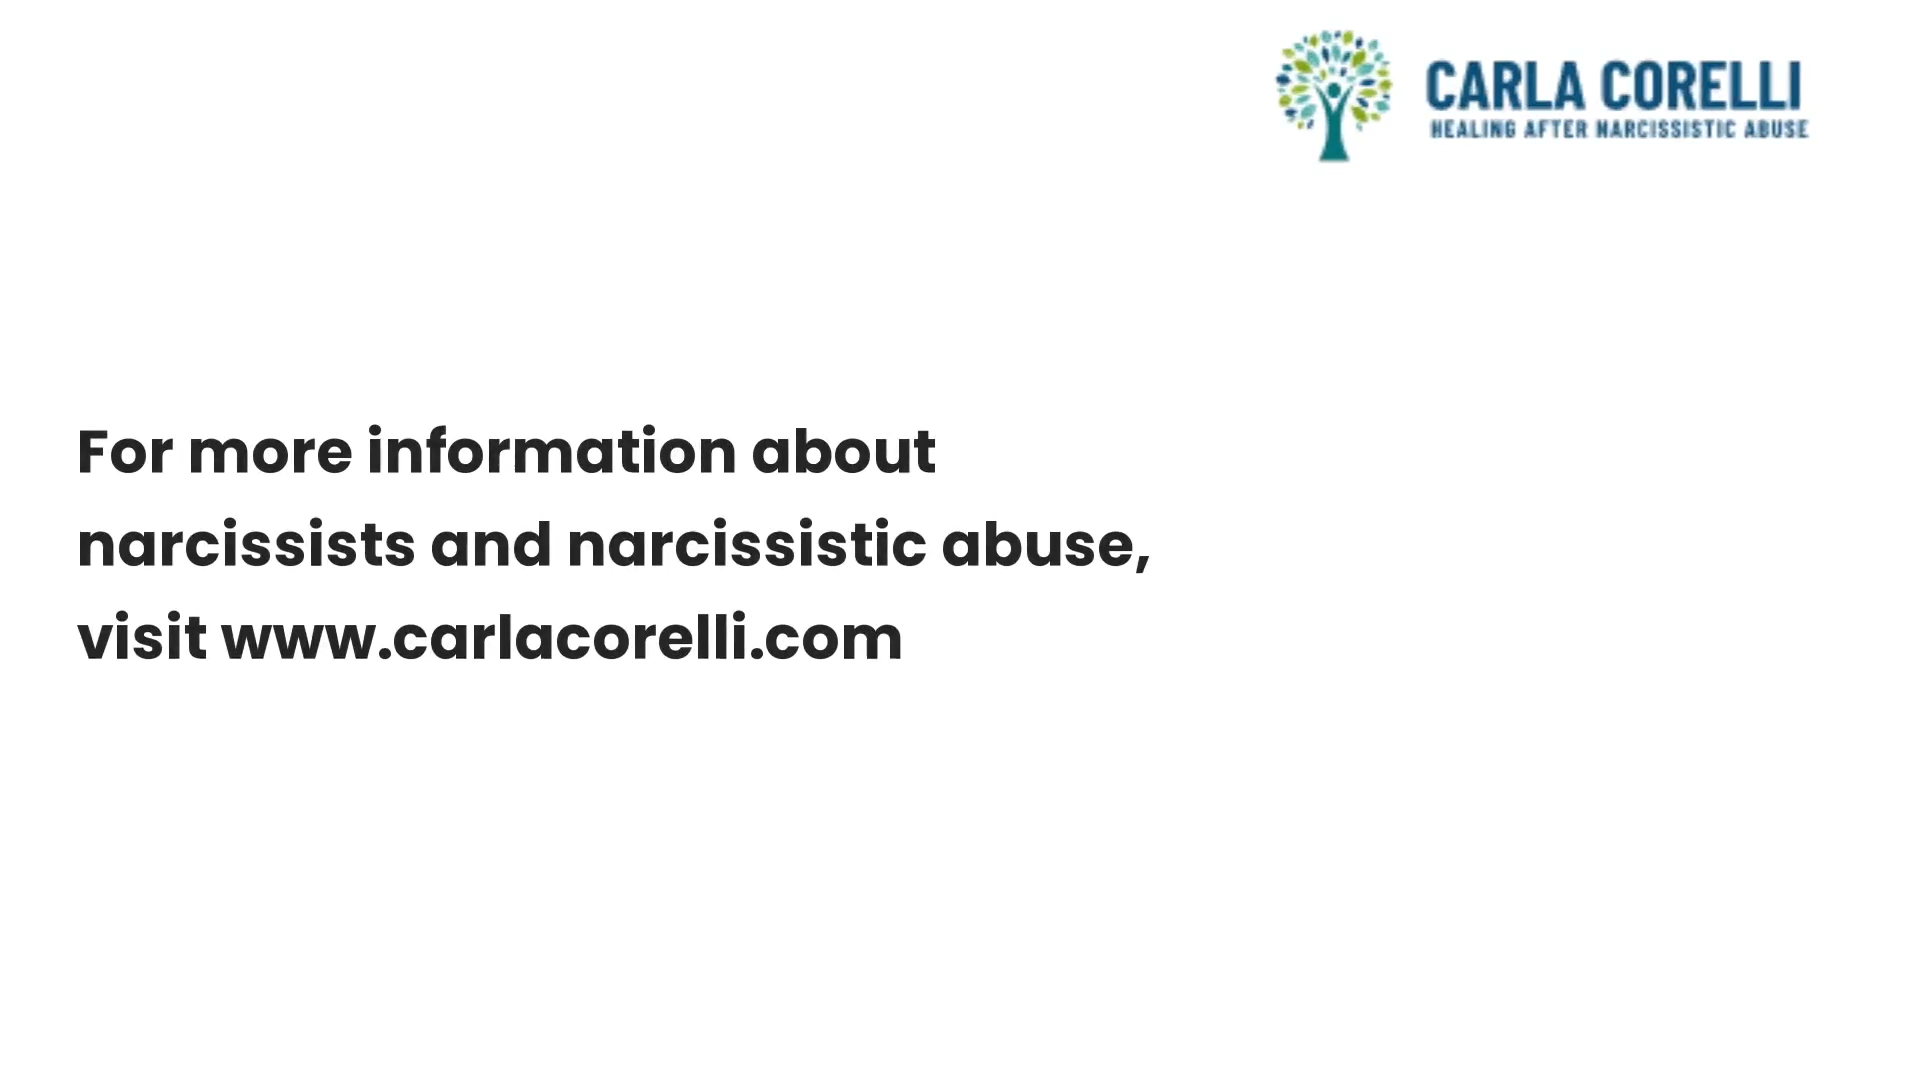 CARLA CORELLI
HEALING AFTER NARCISSISTIC ABUSE
For more information about
narcissists and narcissistic abuse,
visit www.carlacorelli.com